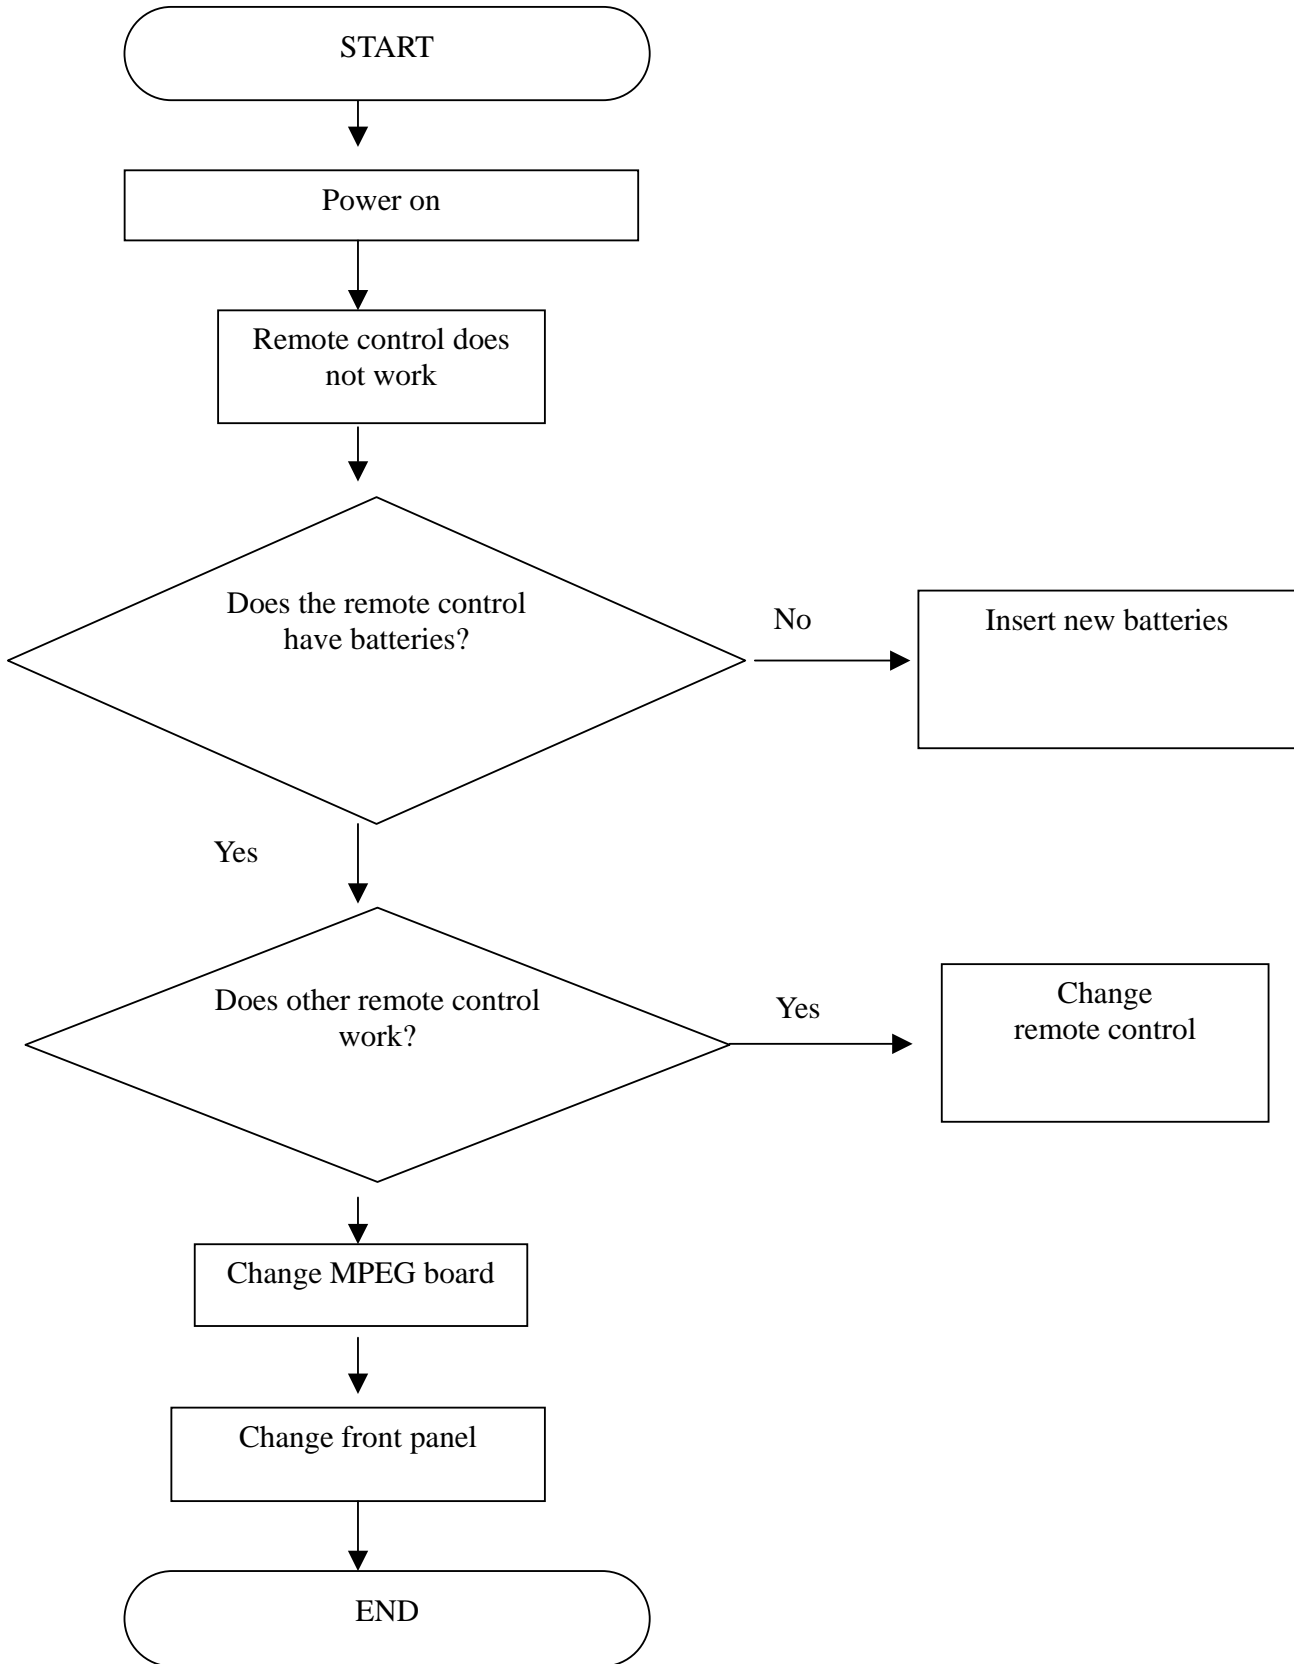 START
Power on
Remote control does
not work
Does the remote control
have batteries?
No
Insert new batteries
Yes
Does other remote control
work?
Yes
Change
remote control
Change MPEG board
Change front panel
END